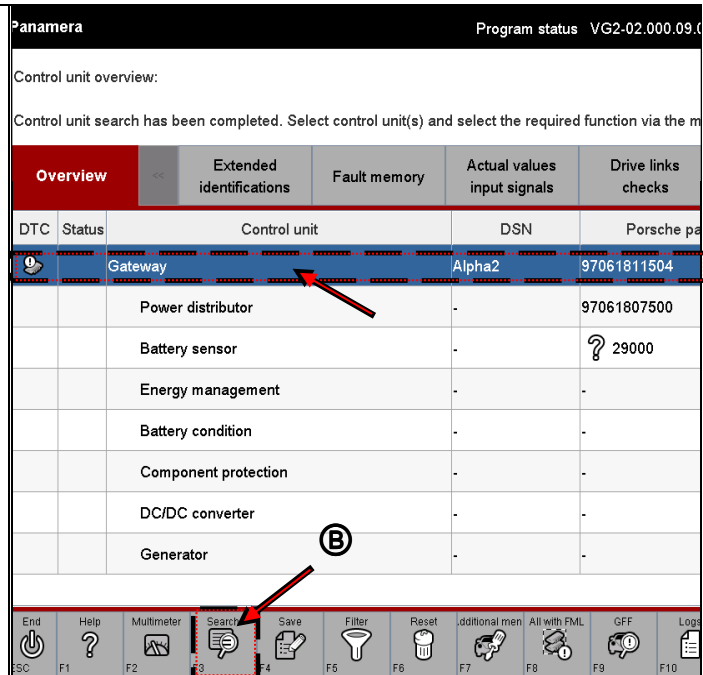 Panamera Program status VG2-02.000.09.0
Control unit overview:
Control unit search has been completed. Select control unit(s) and select the required function via the m
Overview << Extended identifications Fault memory Actual values input signals Drive links checks
DTC Status Control unit DSN Porsche pa
Gateway Alpha2 97061811504
Power distributor - 97061807500
Battery sensor - ? 29000
Energy management - -
Battery condition - -
Component protection - -
DC/DC converter - -
Generator - -
B
End Help Multimeter Search Save Filter Reset dditional men All with FML GFF Logs
ESC F1 F2 F3 F4 F5 F6 F7 F8 F9 F10